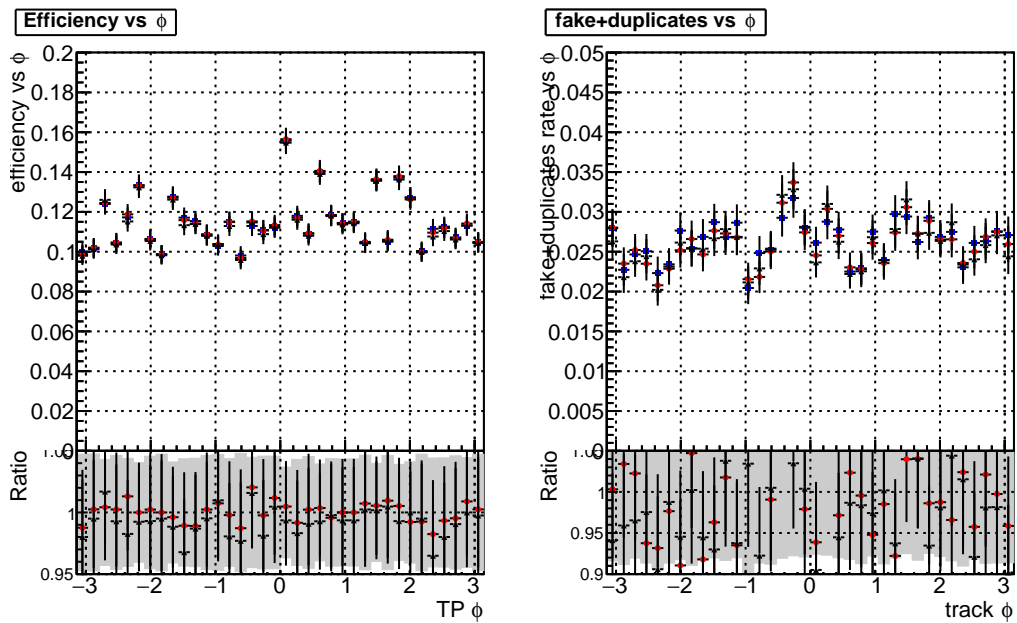 Efficiency vs ϕ
efficiency vs ϕ
0.2
0.18
0.16
0.14
0.12
0.1
0.08
0.06
0.04
0.02
0
Ratio
1
0.95
−3 −2 −1 0 1 2 3
TP ϕ
fake+duplicates vs ϕ
fake+duplicates rate vs ϕ
0.05
0.045
0.04
0.035
0.03
0.025
0.02
0.015
0.01
0.005
0
Ratio
1
0.95
0.9
−3 −2 −1 0 1 2 3
track ϕ